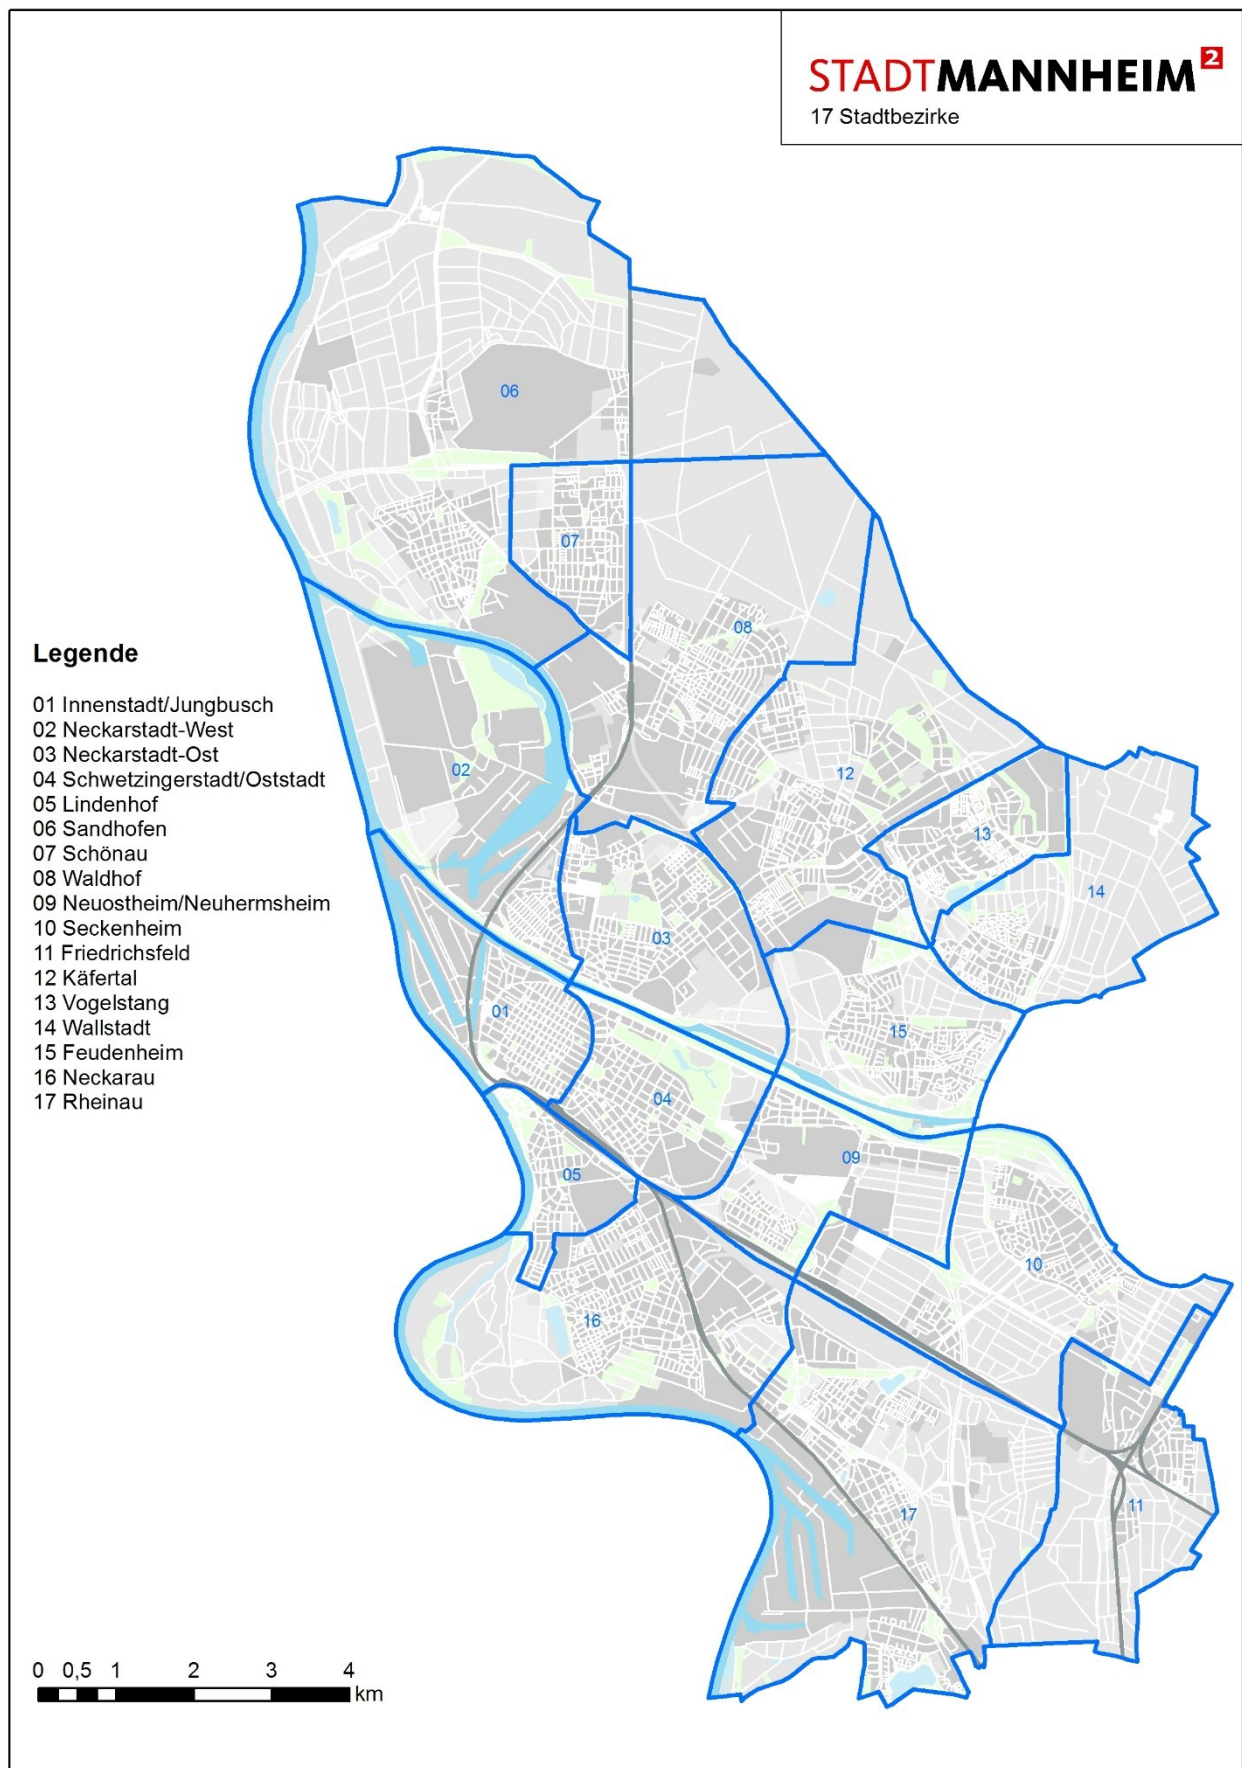 STADTMANNHEIM²
17 Stadtbezirke
06
07
08
Legende
01 Innenstadt/Jungbusch
02 Neckarstadt-West
03 Neckarstadt-Ost
04 Schwetzingerstadt/Oststadt
05 Lindenhof
06 Sandhofen
07 Schönau
08 Waldhof
09 Neuostheim/Neuhermsheim
10 Seckenheim
11 Friedrichsfeld
12 Käfertal
13 Vogelstang
14 Wallstadt
15 Feudenheim
16 Neckarau
17 Rheinau
02
12
13
14
03
01
15
04
09
05
10
16
11
17
0 0,5 1 2 3 4
km